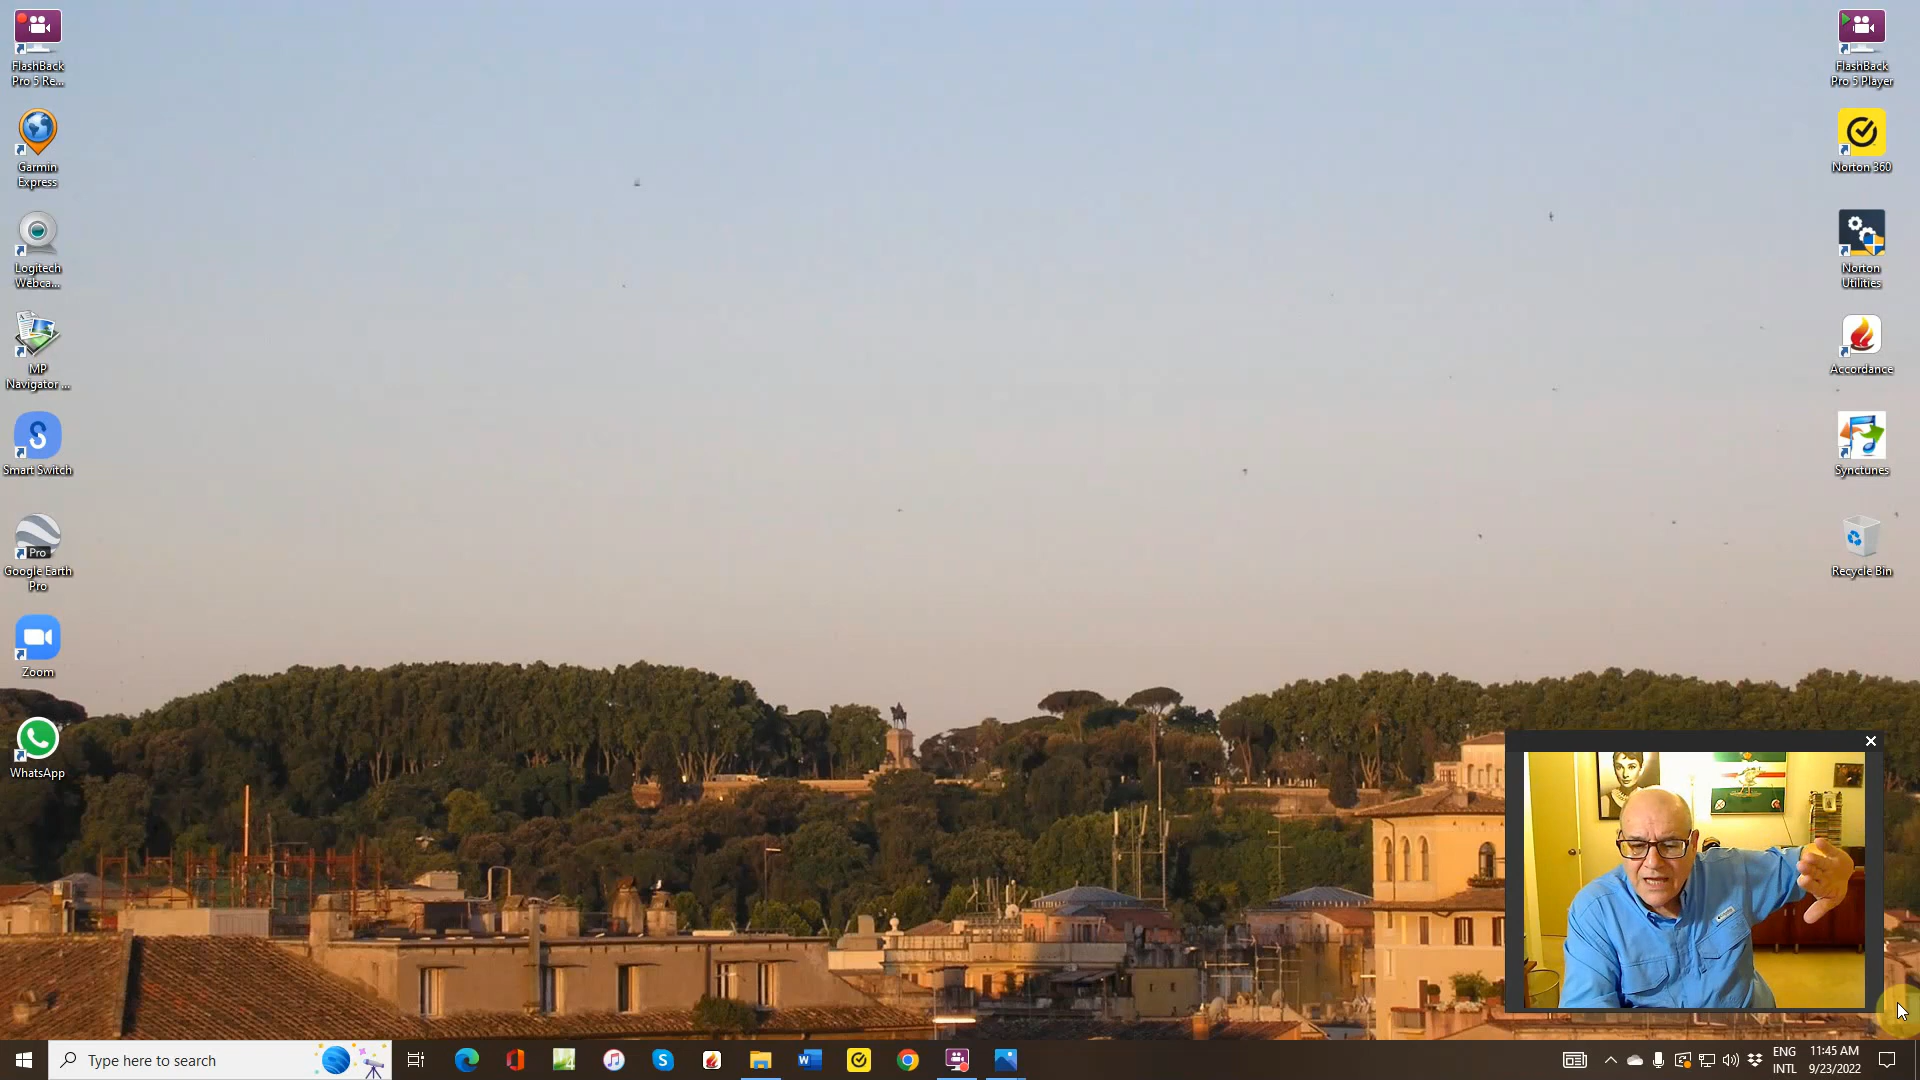 FlashBack
Pro 5 Re...
Garmin
Express
Logitech
Webca...
MP
Navigator ...
Smart Switch
Pro
Google Earth
Pro
Zoom
WhatsApp
FlashBack
Pro 5 Player
Norton 360
Norton
Utilities
Accordance
Synctunes
Recycle Bin
Type here to search
ENG
INTL
11:45 AM
9/23/2022